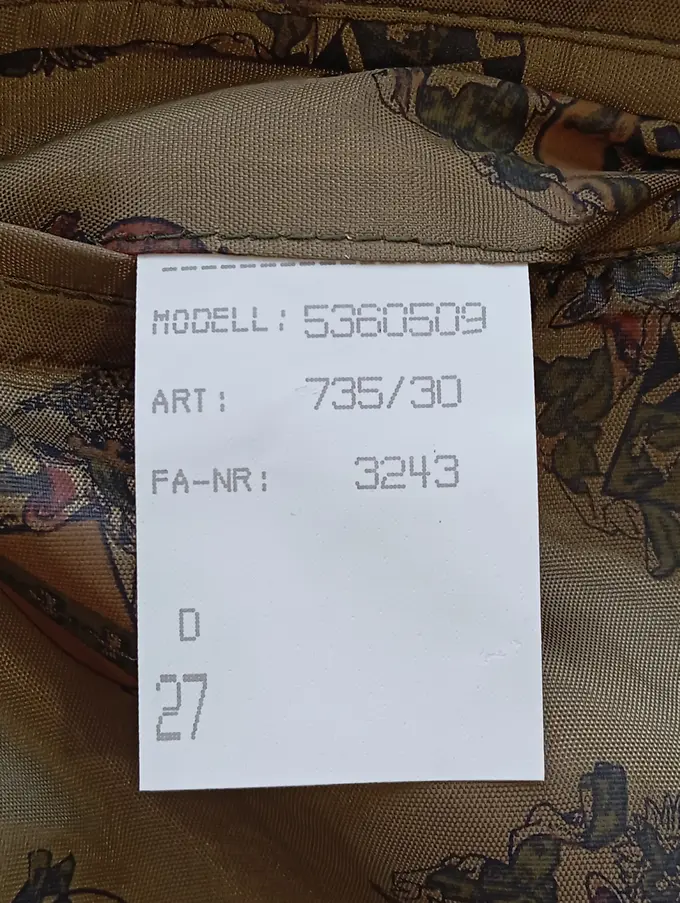 MODELL: 5360509
ART: 735/30
FA-NR: 3243
D
27